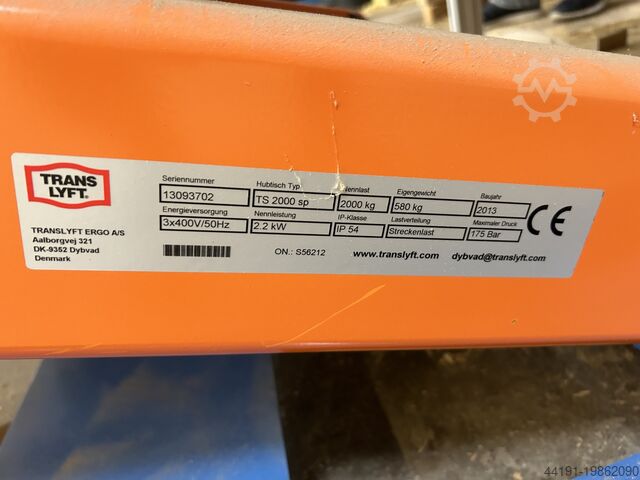 TRANS
LYFT.
TRANSLYFT ERGO A/S
Aalborgvej 321
DK-9352 Dybvad
Denmark
Seriennummer Hubtisch Typ Nennlast Eigengewicht Baujahr
13093702 TS 2000 sp 2000 kg 580 kg 2013
Energieversorgung Nennleistung IP-Klasse Lastverteilung Maximaler Druck
3x400V/50Hz 2.2 kW IP 54 Streckenlast 175 Bar
ON.: S56212 www.translyft.com dybvad@translyft.com
CE
44191-19862090